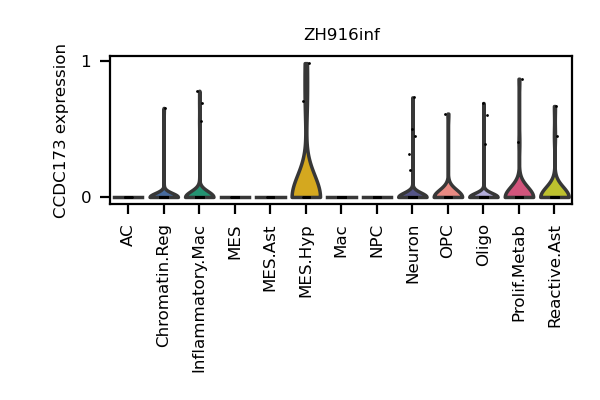 ZH916inf
CCDC173 expression
1
0
AC
Chromatin.Reg
Inflammatory.Mac
MES
MES.Ast
MES.Hyp
Mac
NPC
Neuron
OPC
Oligo
Prolif.Metab
Reactive.Ast